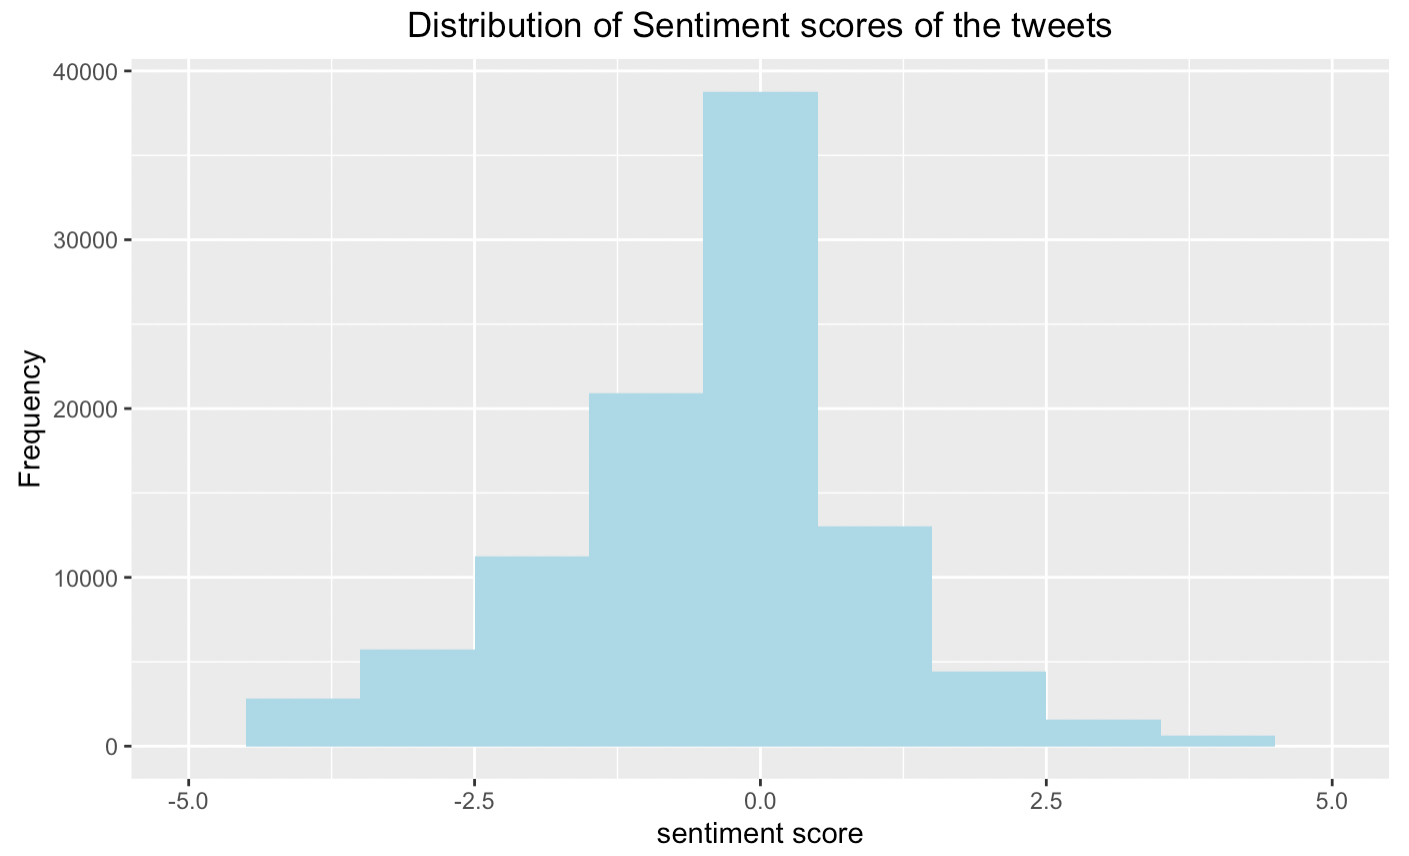 Distribution of Sentiment scores of the tweets
40000
30000
20000
10000
0
Frequency
-5.0 -2.5 0.0 2.5 5.0
sentiment score